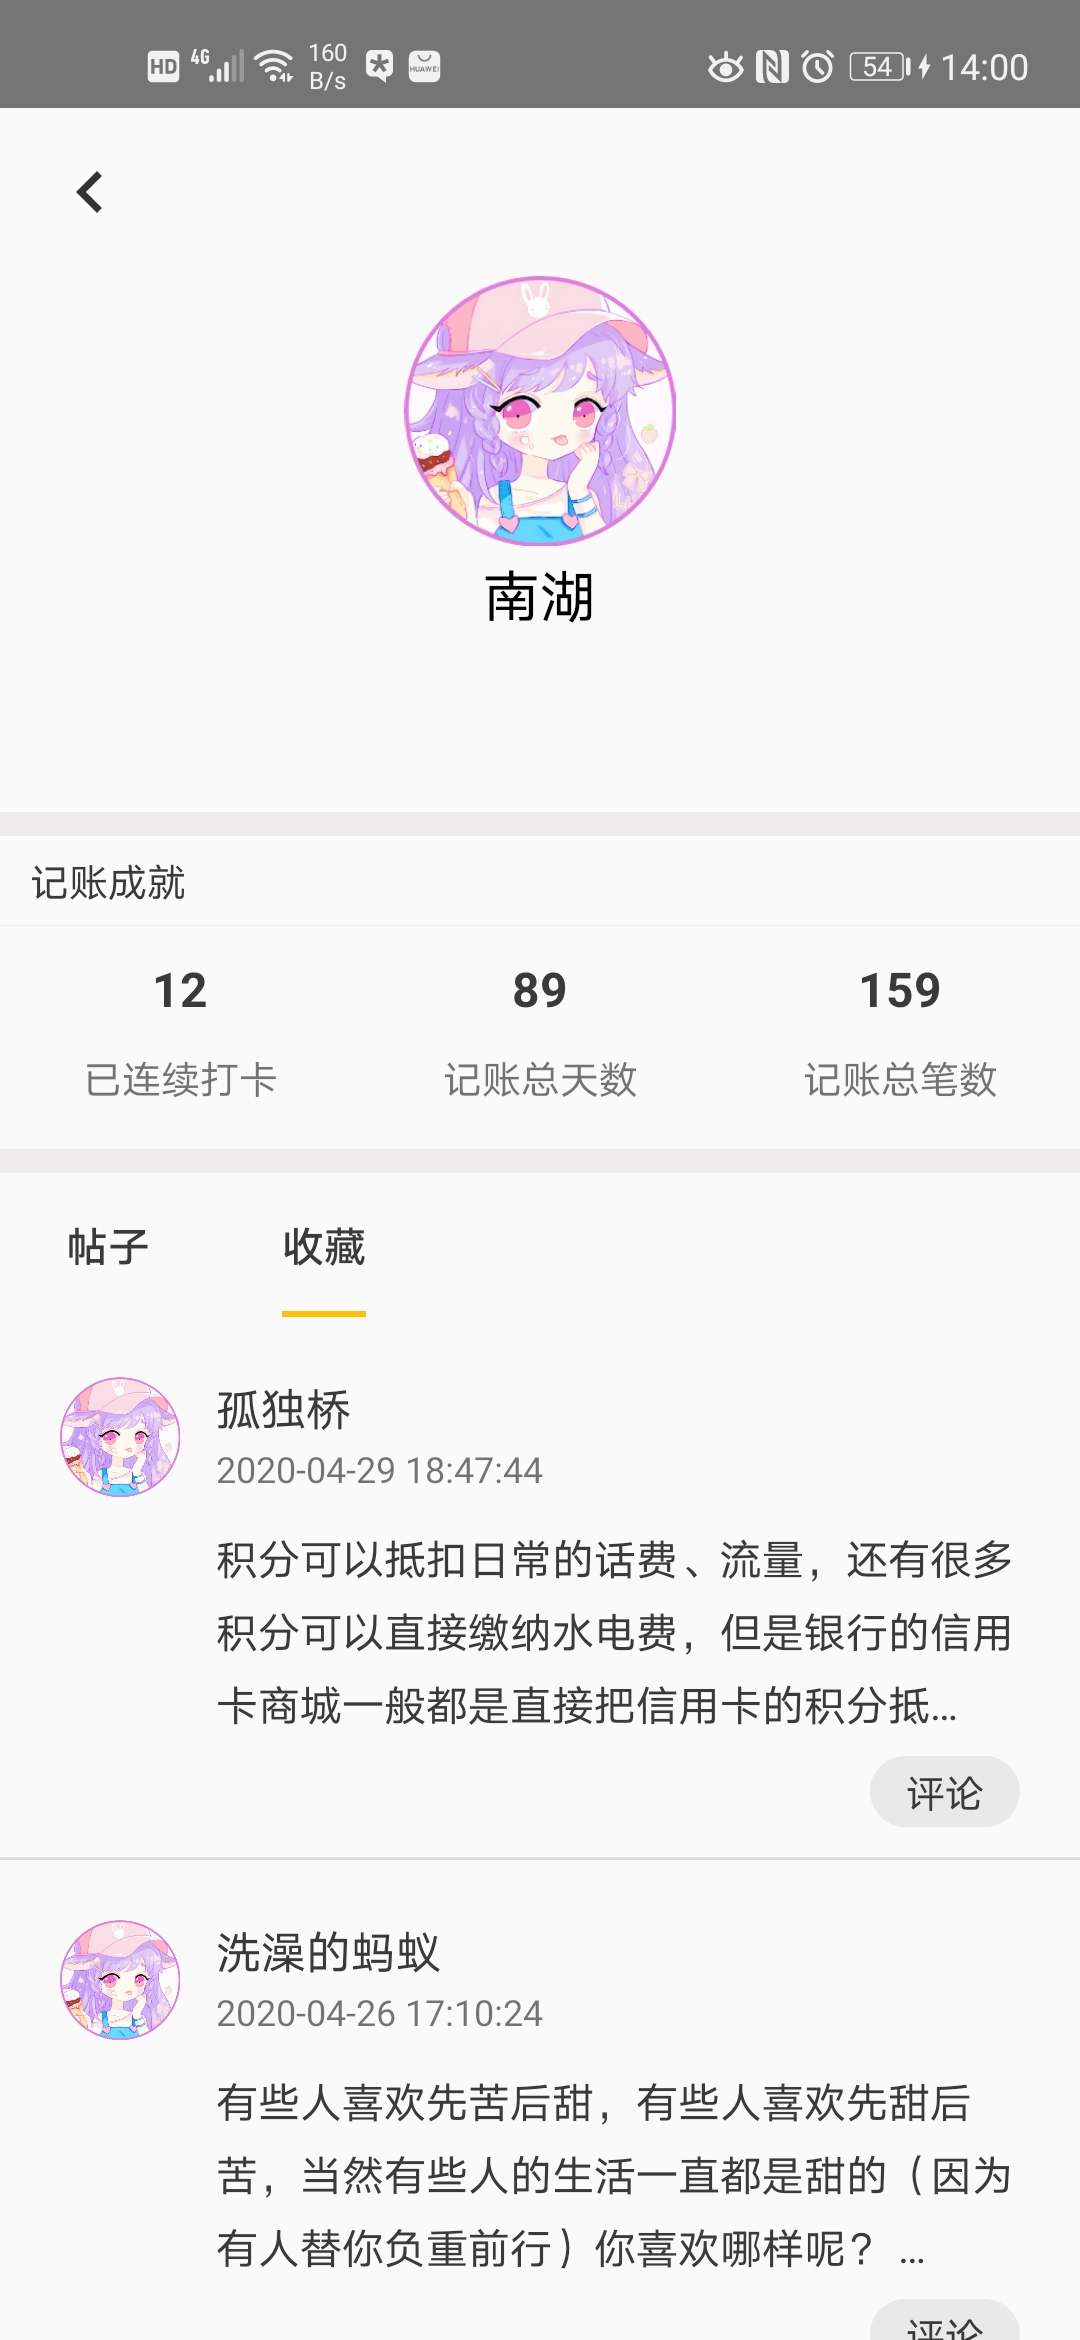 HD 4G 160 B/s HUAWEI 54 14:00
南湖
记账成就
12 89 159
已连续打卡 记账总天数 记账总笔数
帖子 收藏
孤独桥
2020-04-29 18:47:44
积分可以抵扣日常的话费、流量，还有很多
积分可以直接缴纳水电费，但是银行的信用
卡商城一般都是直接把信用卡的积分抵...
评论
洗澡的蚂蚁
2020-04-26 17:10:24
有些人喜欢先苦后甜，有些人喜欢先甜后
苦，当然有些人的生活一直都是甜的（因为
有人替你负重前行）你喜欢哪样呢？ ...
评论